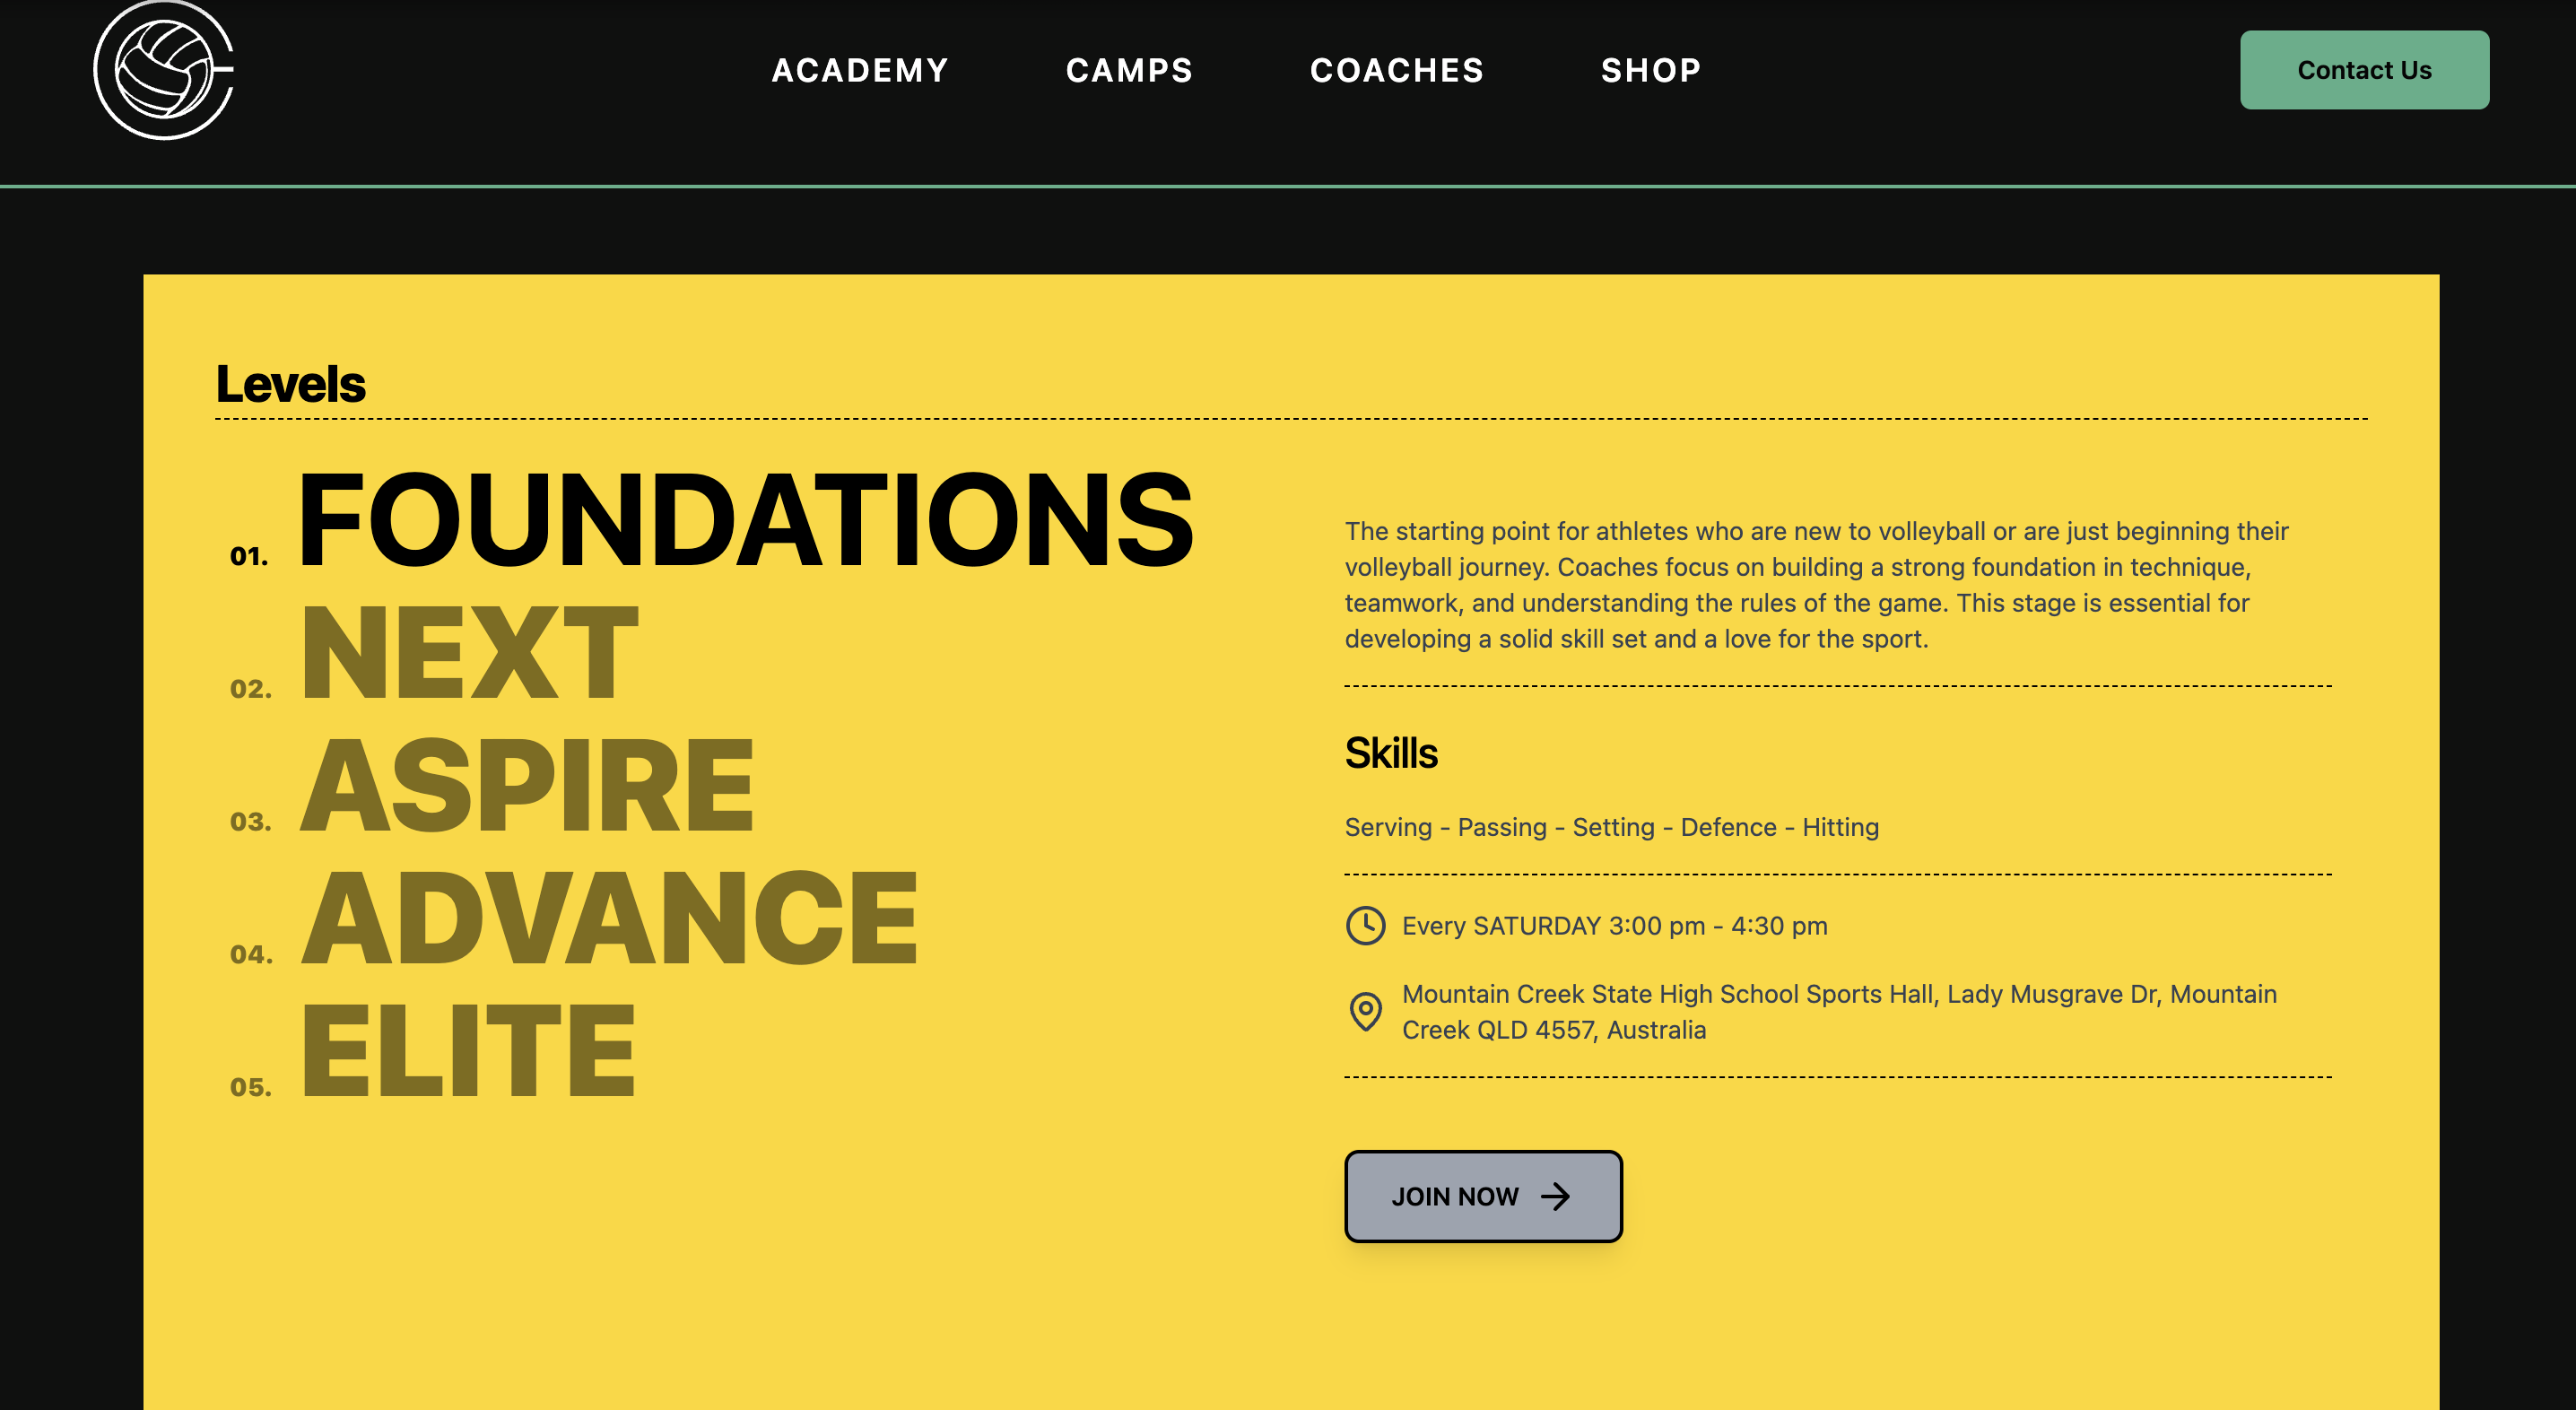 ACADEMY CAMPS COACHES SHOP Contact Us
Levels
01. FOUNDATIONS
02. NEXT
03. ASPIRE
04. ADVANCE
05. ELITE
The starting point for athletes who are new to volleyball or are just beginning their
volleyball journey. Coaches focus on building a strong foundation in technique,
teamwork, and understanding the rules of the game. This stage is essential for
developing a solid skill set and a love for the sport.
Skills
Serving - Passing - Setting - Defence - Hitting
Every SATURDAY 3:00 pm - 4:30 pm
Mountain Creek State High School Sports Hall, Lady Musgrave Dr, Mountain
Creek QLD 4557, Australia
JOIN NOW →